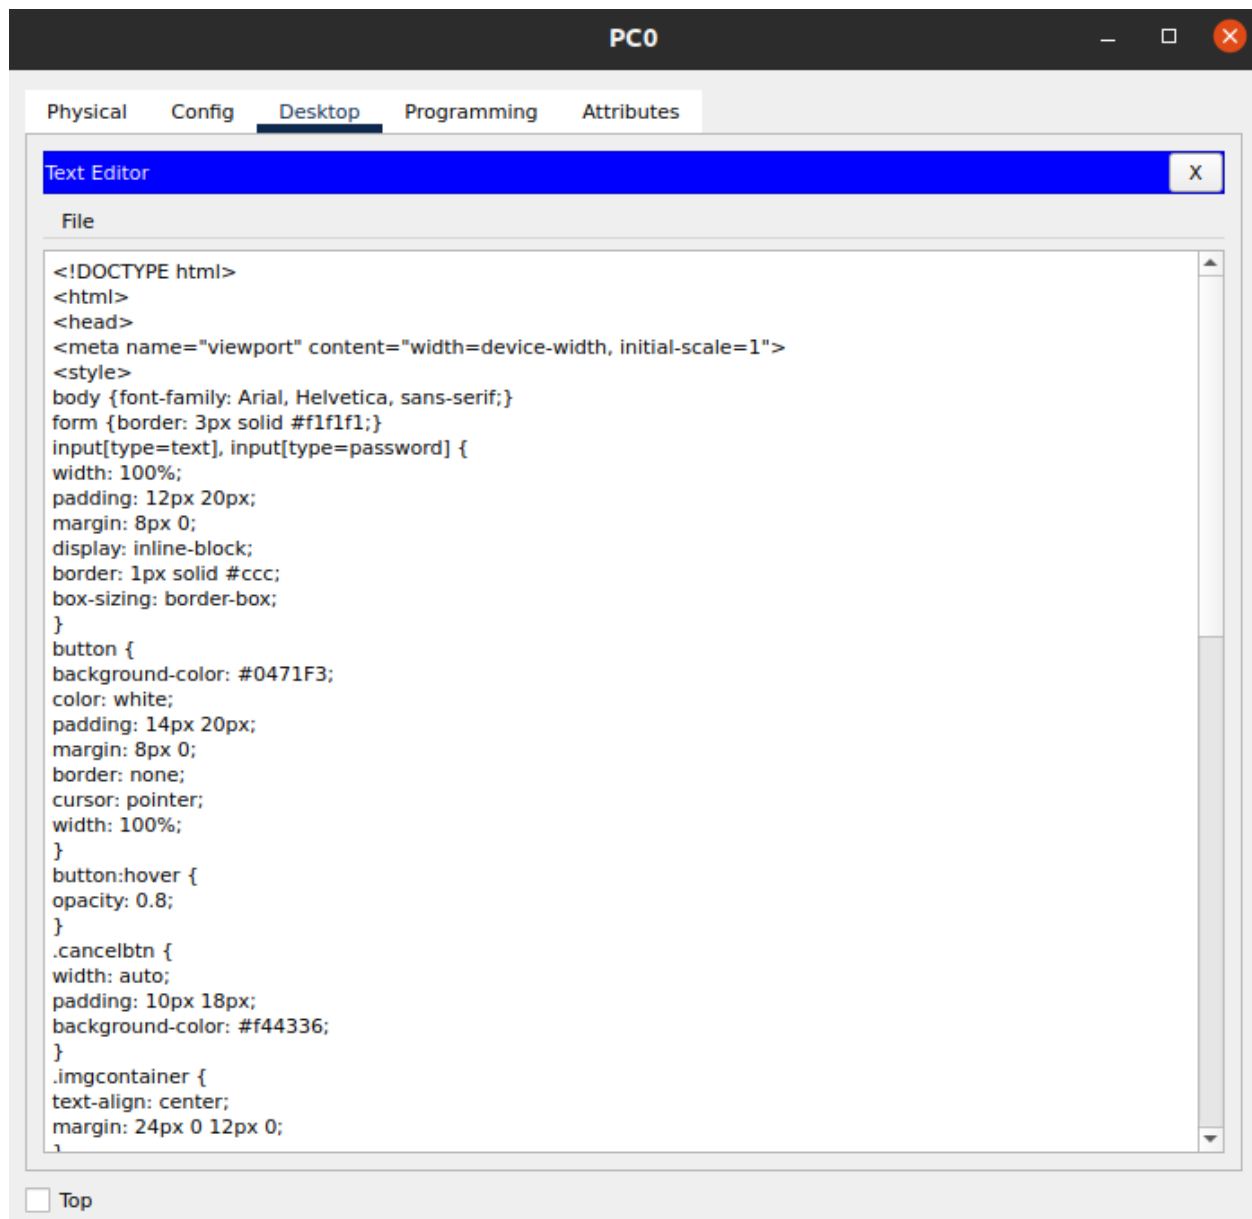 PC0
Physical Config Desktop Programming Attributes
Text Editor X
File
<!DOCTYPE html>
<html>
<head>
<meta name="viewport" content="width=device-width, initial-scale=1">
<style>
body {font-family: Arial, Helvetica, sans-serif;}
form {border: 3px solid #f1f1f1;}
input[type=text], input[type=password] {
width: 100%;
padding: 12px 20px;
margin: 8px 0;
display: inline-block;
border: 1px solid #ccc;
box-sizing: border-box;
}
button {
background-color: #0471F3;
color: white;
padding: 14px 20px;
margin: 8px 0;
border: none;
cursor: pointer;
width: 100%;
}
button:hover {
opacity: 0.8;
}
.cancelbtn {
width: auto;
padding: 10px 18px;
background-color: #f44336;
}
.imgcontainer {
text-align: center;
margin: 24px 0 12px 0;
}
Top